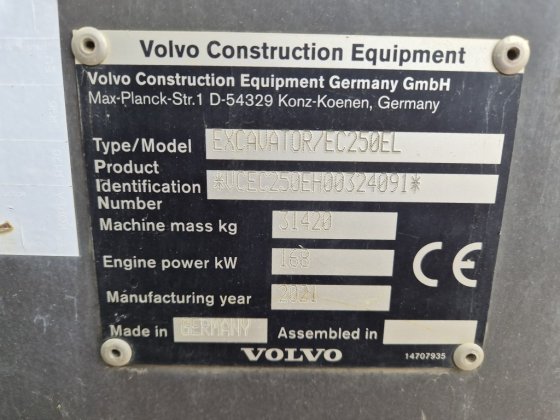 Volvo Construction Equipment
Volvo Construction Equipment Germany GmbH
Max-Planck-Str.1 D-54329 Konz-Koenen, Germany
Type/Model EXCAVATOR/EC250EL
Product
Identification *VCEC250EH00324091*
Number
Machine mass kg 31420
Engine power kW 168
Manufacturing year 2021
Made in GERMANY Assembled in
VOLVO 14707935